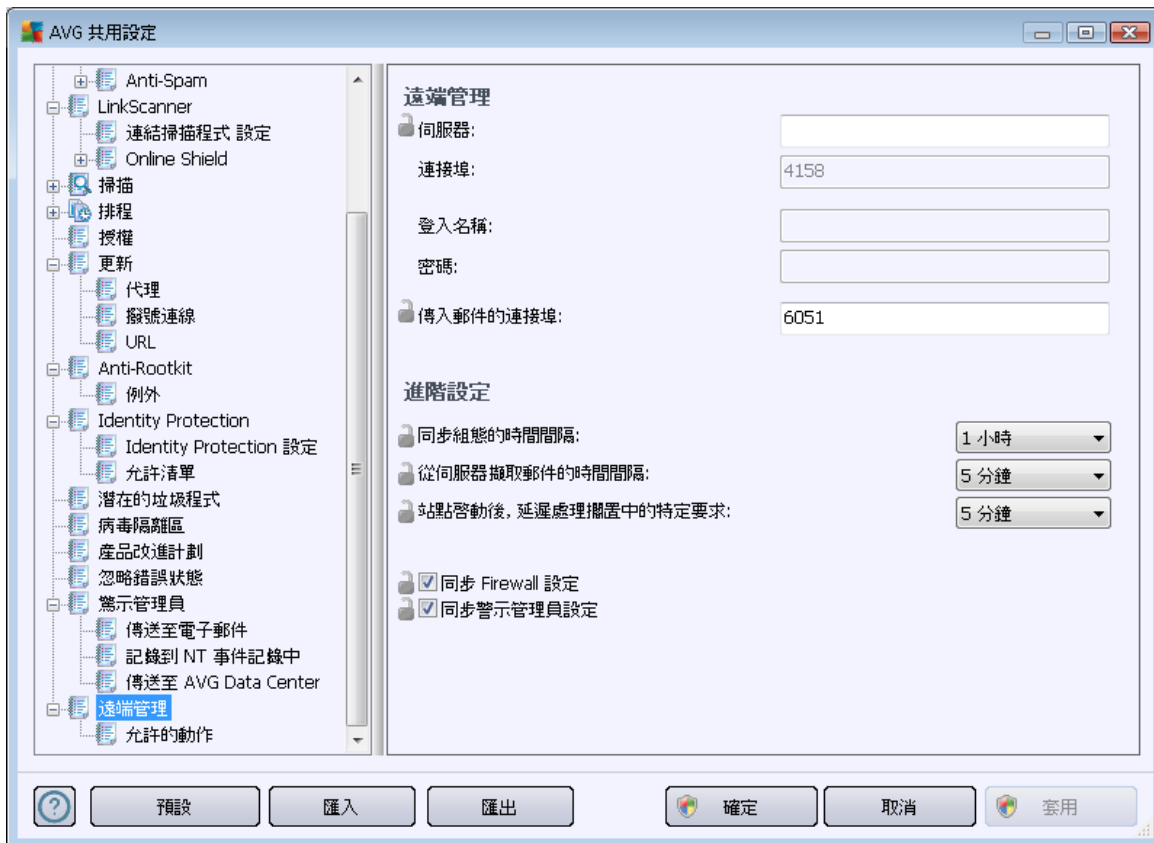 AVG 共用設定
Anti-Spam
LinkScanner
連結掃描程式 設定
Online Shield
掃描
排程
授權
更新
代理
撥號連線
URL
Anti-Rootkit
例外
Identity Protection
Identity Protection 設定
允許清單
潛在的垃圾程式
病毒隔離區
產品改進計劃
忽略錯誤狀態
警示管理員
傳送至電子郵件
記錄到 NT 事件記錄中
傳送至 AVG Data Center
遠端管理
允許的動作
遠端管理
伺服器:
連接埠:
4158
登入名稱:
密碼:
傳入郵件的連接埠:
6051
進階設定
同步組態的時間間隔:
1 小時
從伺服器擷取郵件的時間間隔:
5 分鐘
站點啓動後, 延遲處理擱置中的特定要求:
5 分鐘
同步 Firewall 設定
同步警示管理員設定
預設
匯入
匯出
確定
取消
套用